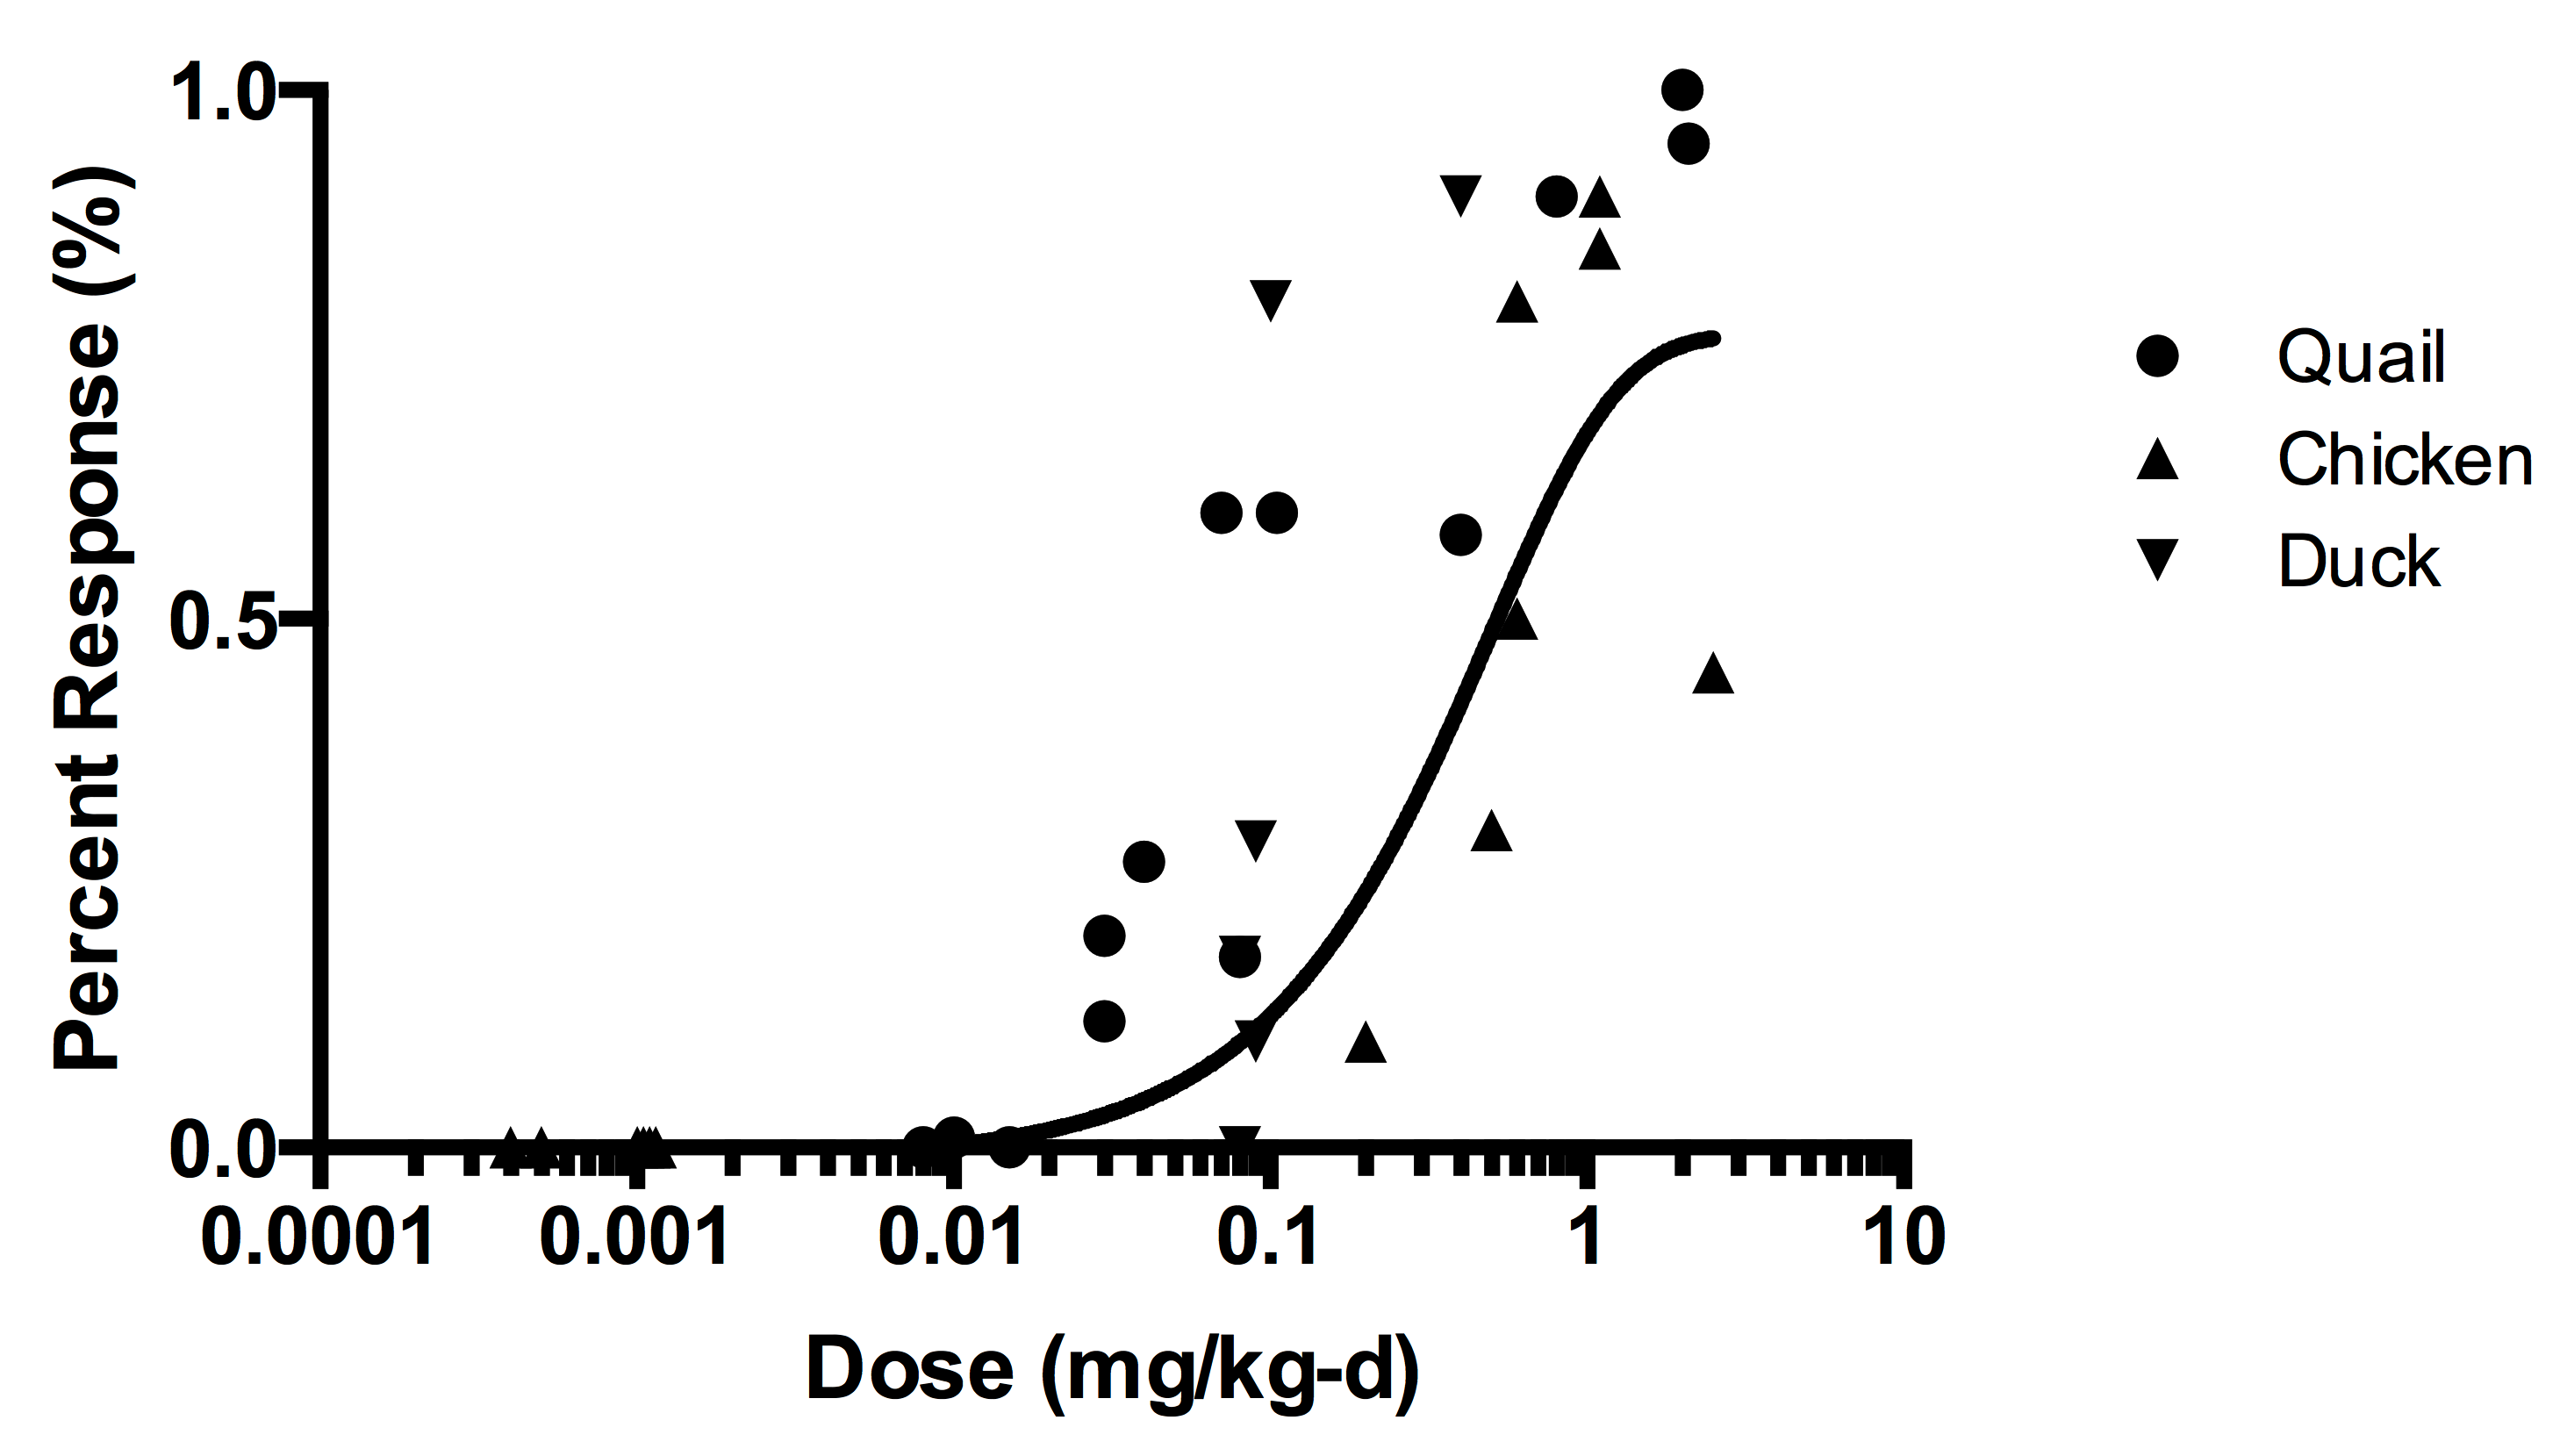 Percent Response (%)
1.0
0.5
0.0
0.0001 0.001 0.01 0.1 1 10
Dose (mg/kg-d)
Quail
Chicken
Duck